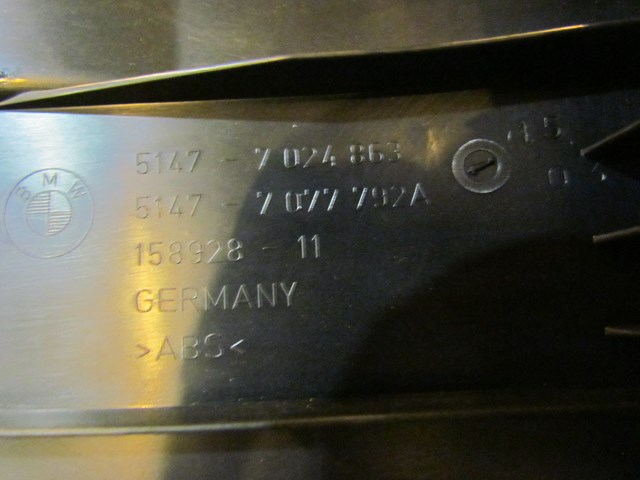 BMW
5147 - 7 024 863
5147 - 7 077 792A
158928 - 11
GERMANY
>ABS<